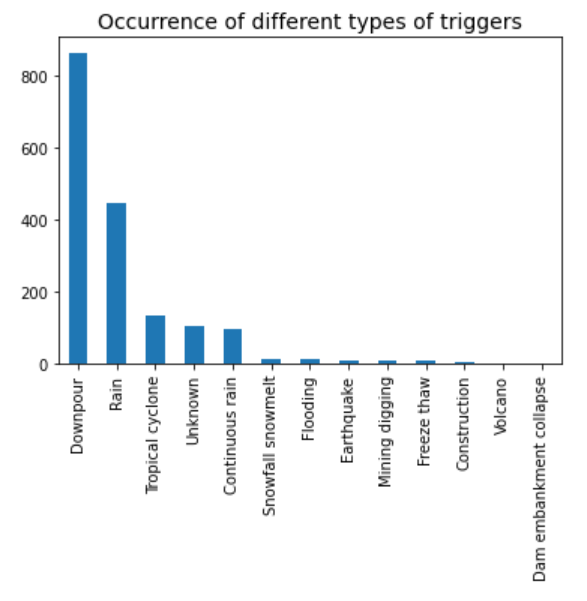 Occurrence of different types of triggers
800
600
400
200
0
Downpour
Rain
Tropical cyclone
Unknown
Continuous rain
Snowfall snowmelt
Flooding
Earthquake
Mining digging
Freeze thaw
Construction
Volcano
Dam embankment collapse